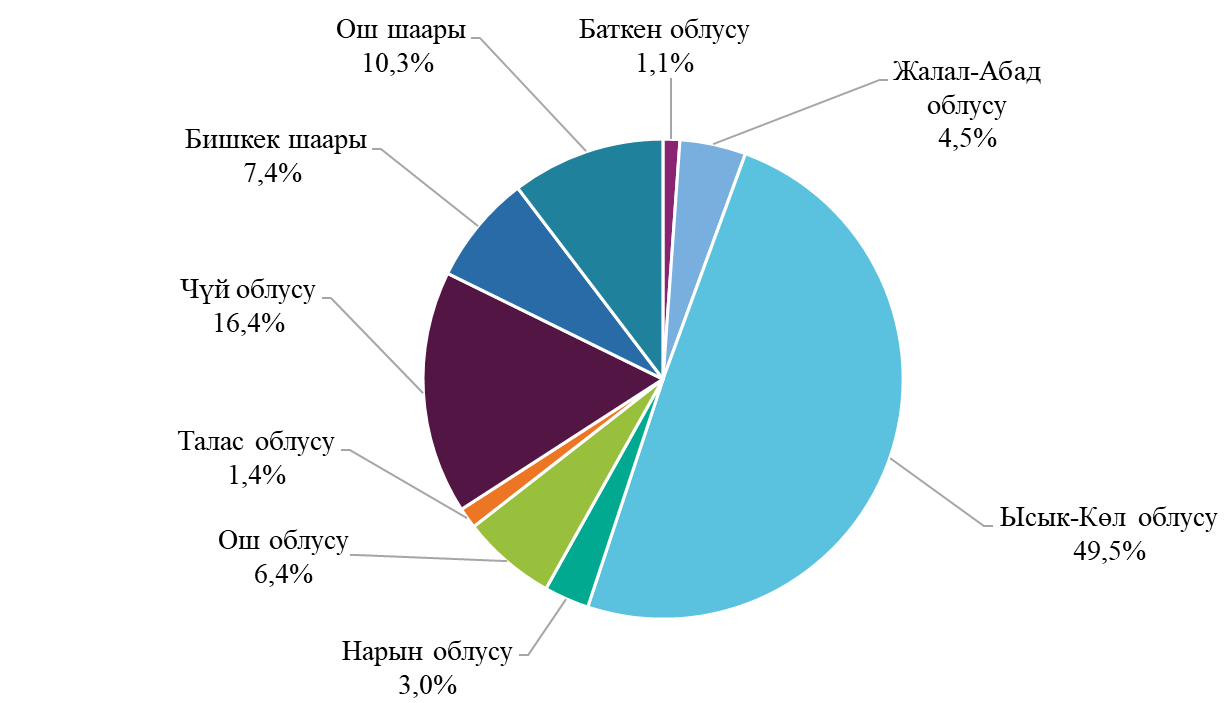 Ош шаары
10,3%
Баткен облусу
1,1%
Жалал-Абад
облусу
4,5%
Бишкек шаары
7,4%
Чүй облусу
16,4%
Талас облусу
1,4%
Ысык-Көл облусу
49,5%
Ош облусу
6,4%
Нарын облусу
3,0%